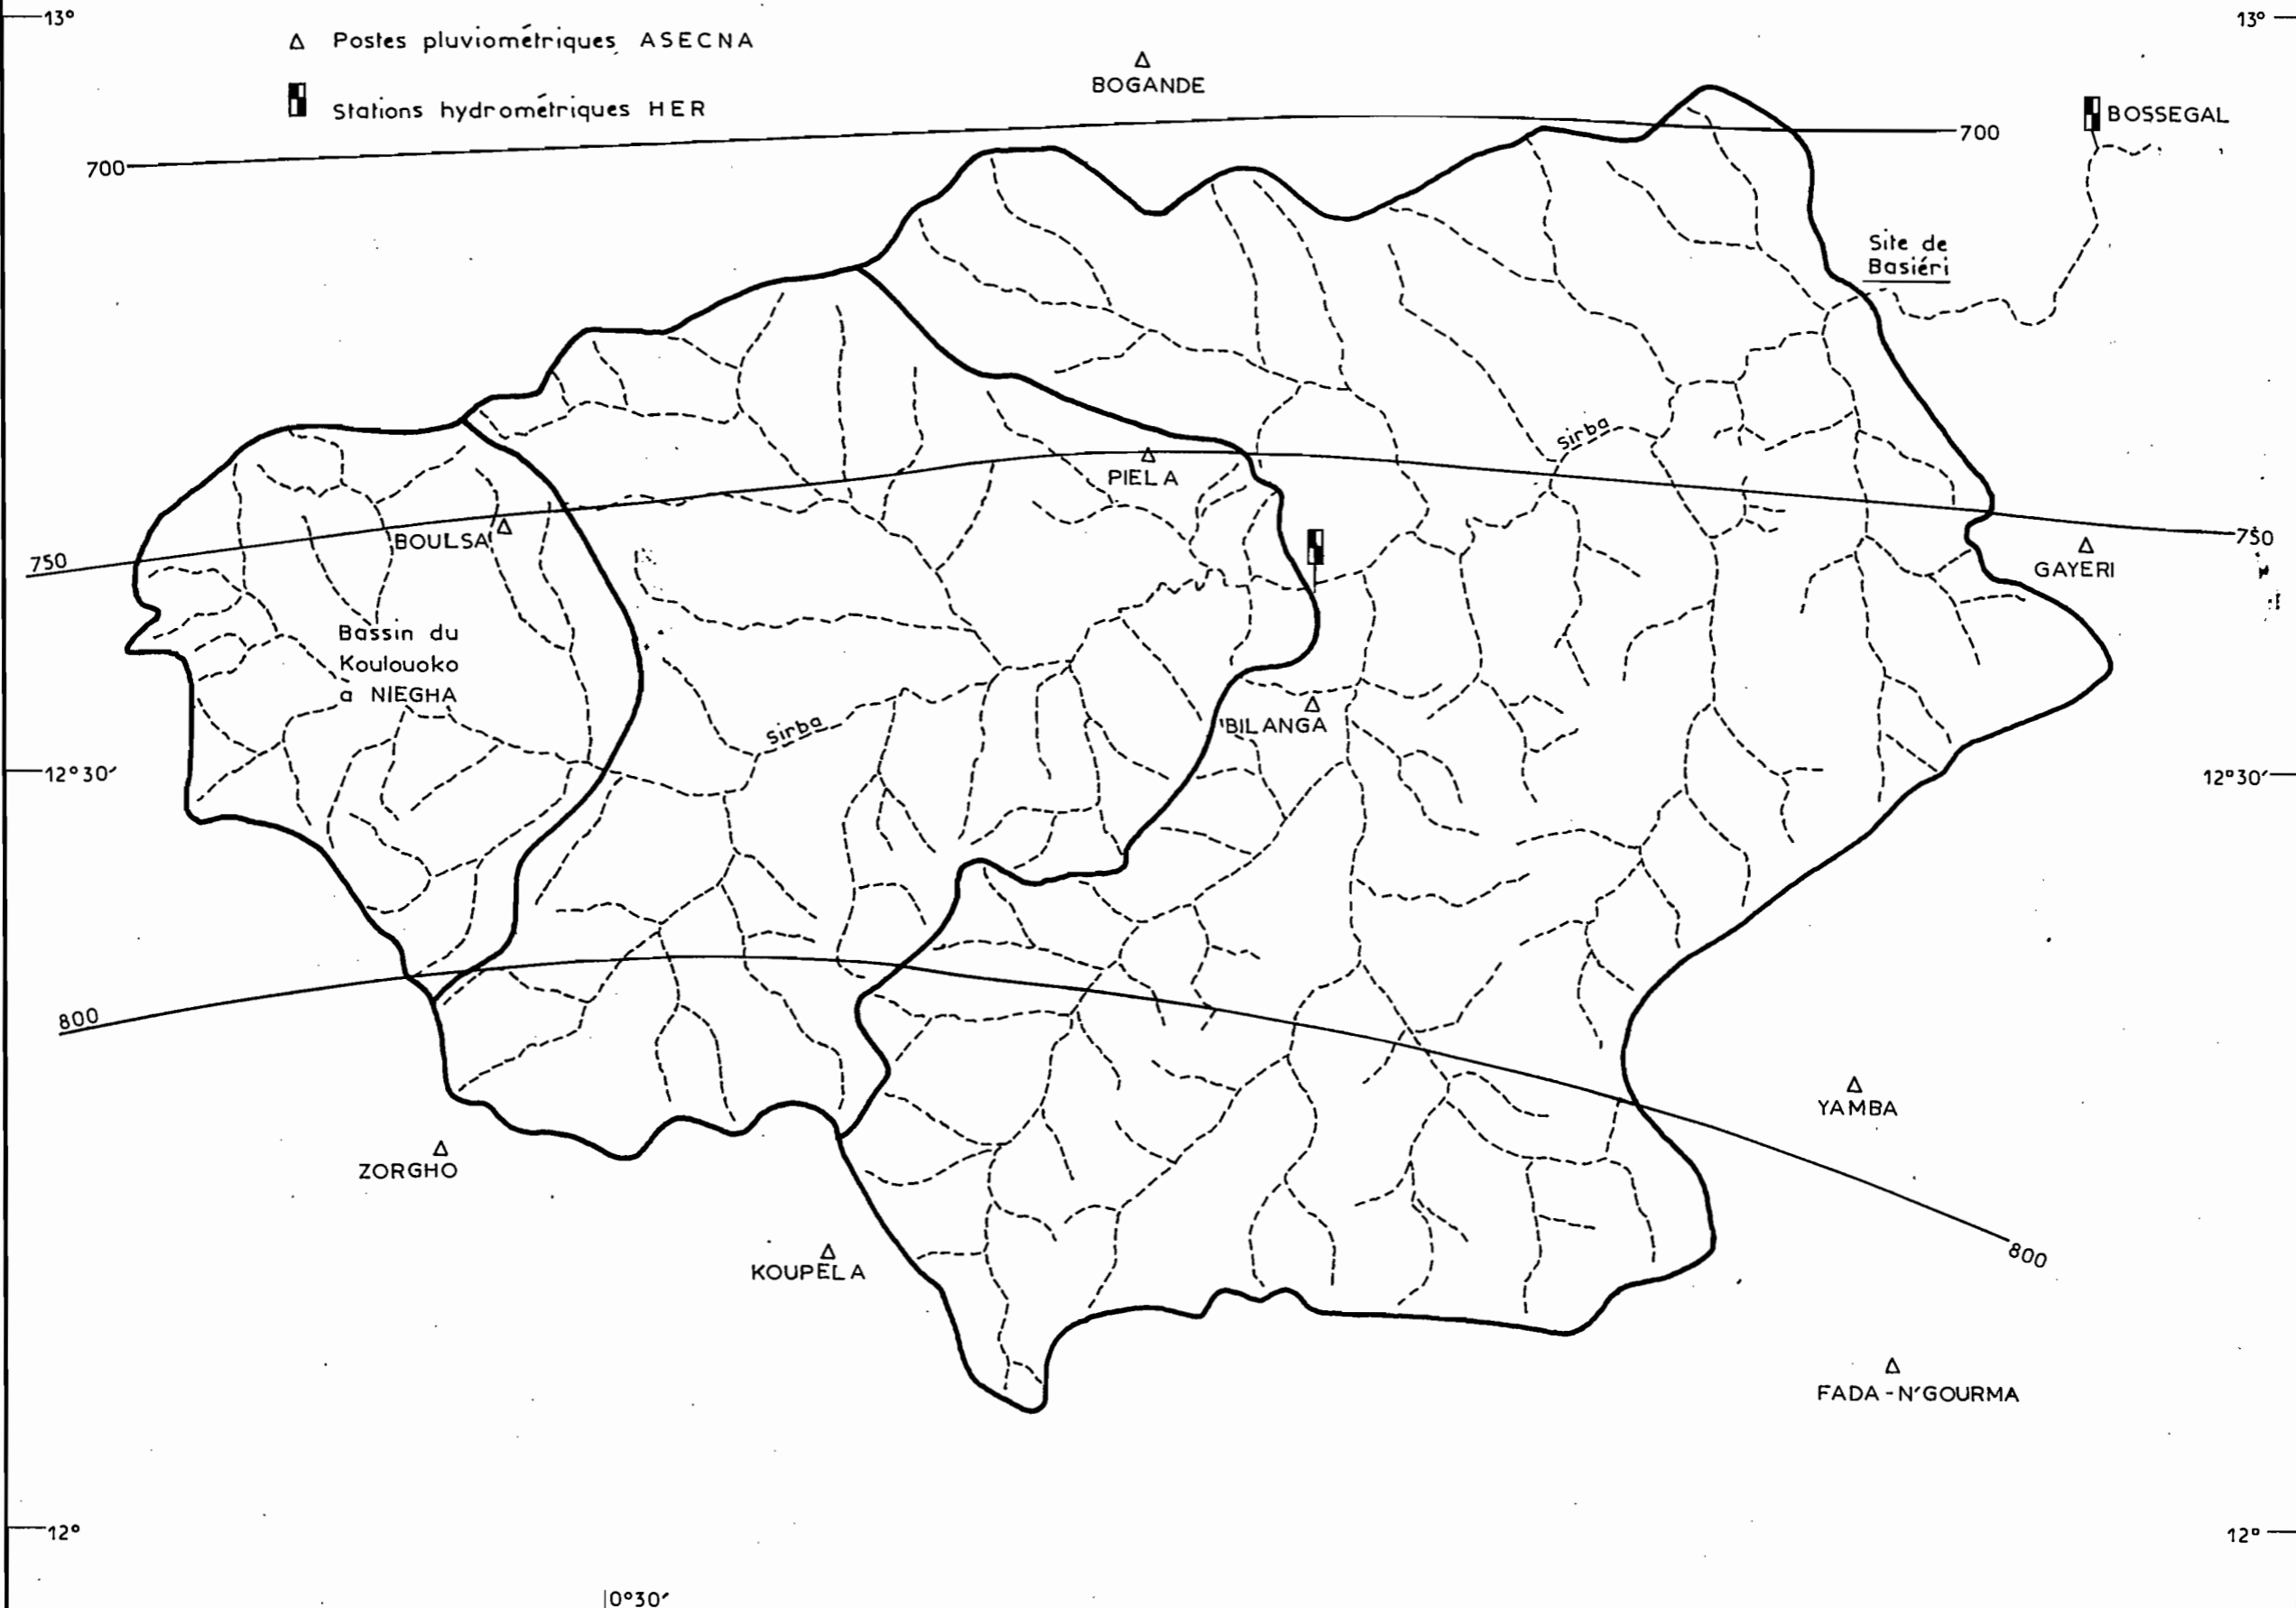 13°
13°
Postes pluviométriques ASECNA
Stations hydrométriques HER
BOGANDE
BOSSEGAL
700
700
Site de
Basiéri
Sirba
PIELA
BOULSA
750
750
GAYERI
Bassin du
Koulouoko
a NIEGHA
Sirba
BILANGA
12°30′
12°30′
800
YAMBA
ZORGHO
KOUPELA
800
FADA-N'GOURMA
12°
12°
0°30′